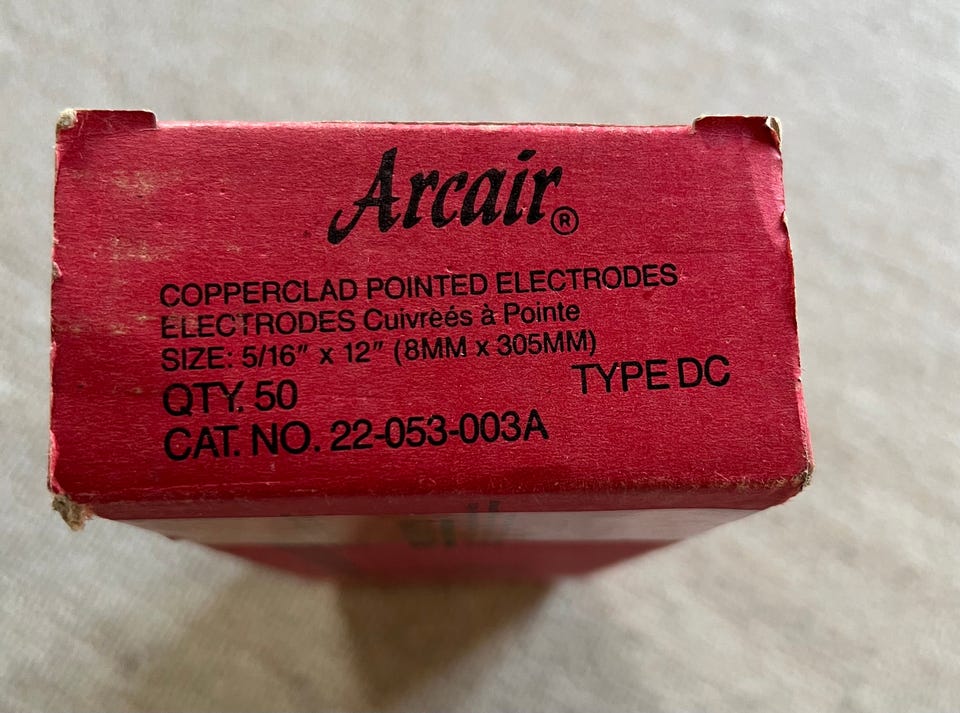 Arcair®
COPPERCLAD POINTED ELECTRODES
ELECTRODES Cuivrèés à Pointe
SIZE: 5/16" x 12" (8MM x 305MM)
TYPE DC
QTY. 50
CAT. NO. 22-053-003A